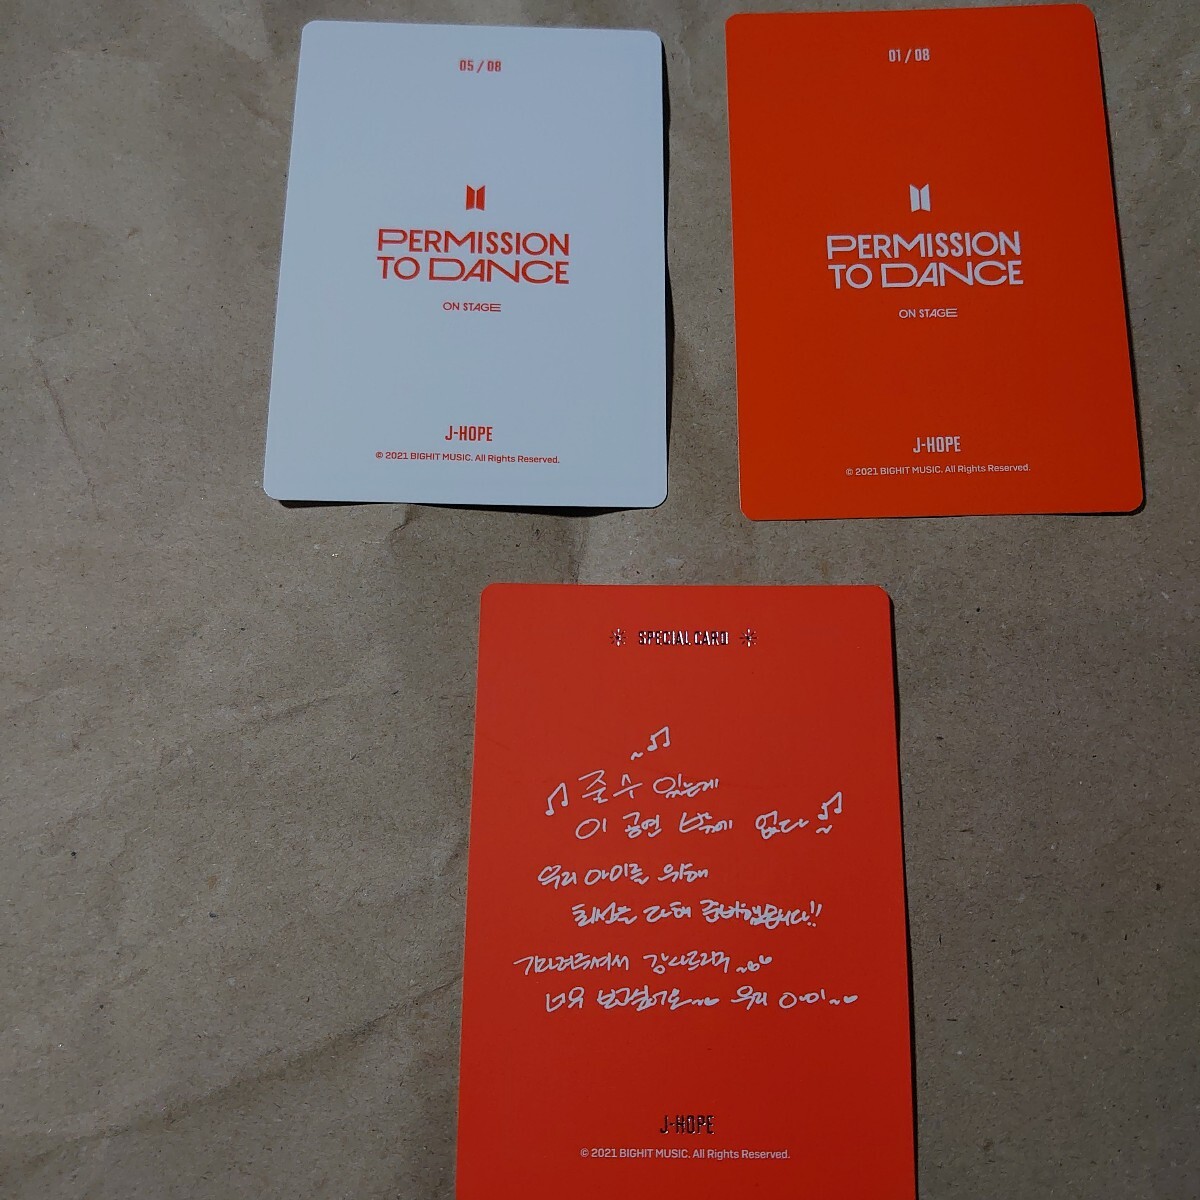 05 / 08
PERMISSION
TO DANCE
ON STAGE
J-HOPE
© 2021 BIGHIT MUSIC. All Rights Reserved.
01 / 08
PERMISSION
TO DANCE
ON STAGE
J-HOPE
© 2021 BIGHIT MUSIC. All Rights Reserved.
SPECIAL CARD
줄 수 있는게
이 공연 밖에 없다~
우리 아미를 위해
최선을 다해 준비했습니다!!
기다려주셔서 감사드리며~
너무 보고싶어요~ 우리 아미~
J-HOPE
© 2021 BIGHIT MUSIC. All Rights Reserved.